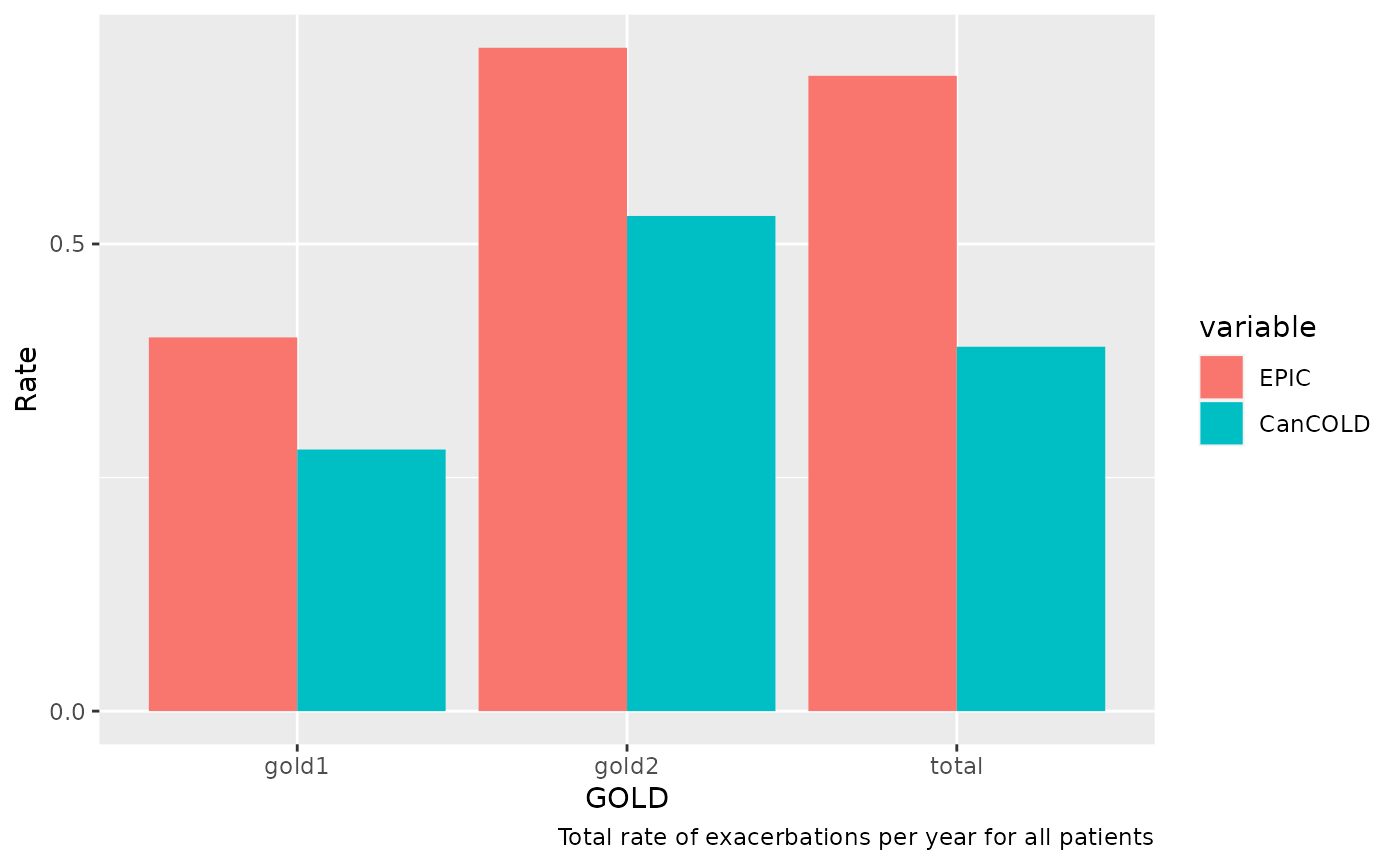 Rate
0.5
0.0
gold1
gold2
total
GOLD
Total rate of exacerbations per year for all patients
variable
EPIC
CanCOLD